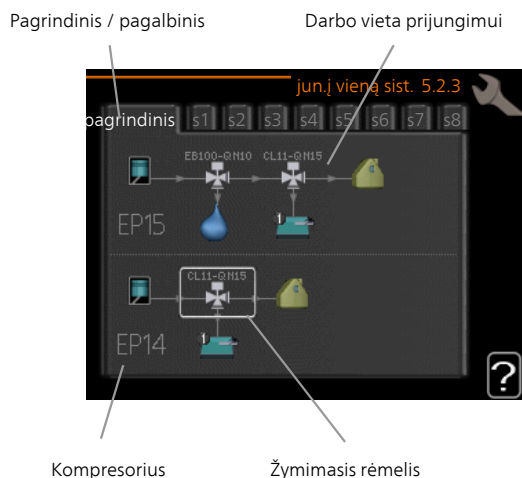 Pagrindinis / pagalbinis
Darbo vieta prijungimui
jun.į vieną sist. 5.2.3
pagrindinis s1 s2 s3 s4 s5 s6 s7 s8
EB100-QN10 CL11-QN15
1
EP15
CL11-QN15
1
EP14
?
Kompresorius
Žymimasis rėmelis